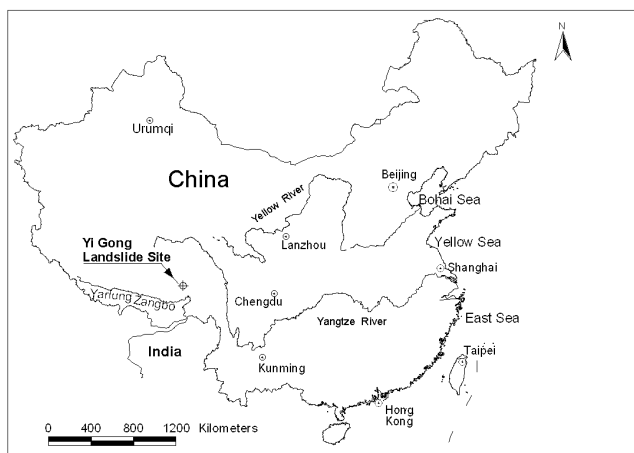 N
Urumqi
China
Beijing
Bohai Sea
Yellow River
Lanzhou
Yellow Sea
Yi Gong
Landslide Site
Shanghai
Chengdu
Yarlung Zangbo
Yangtze River
East Sea
India
Kunming
Taipei
Hong
Kong
0 400 800 1200 Kilometers